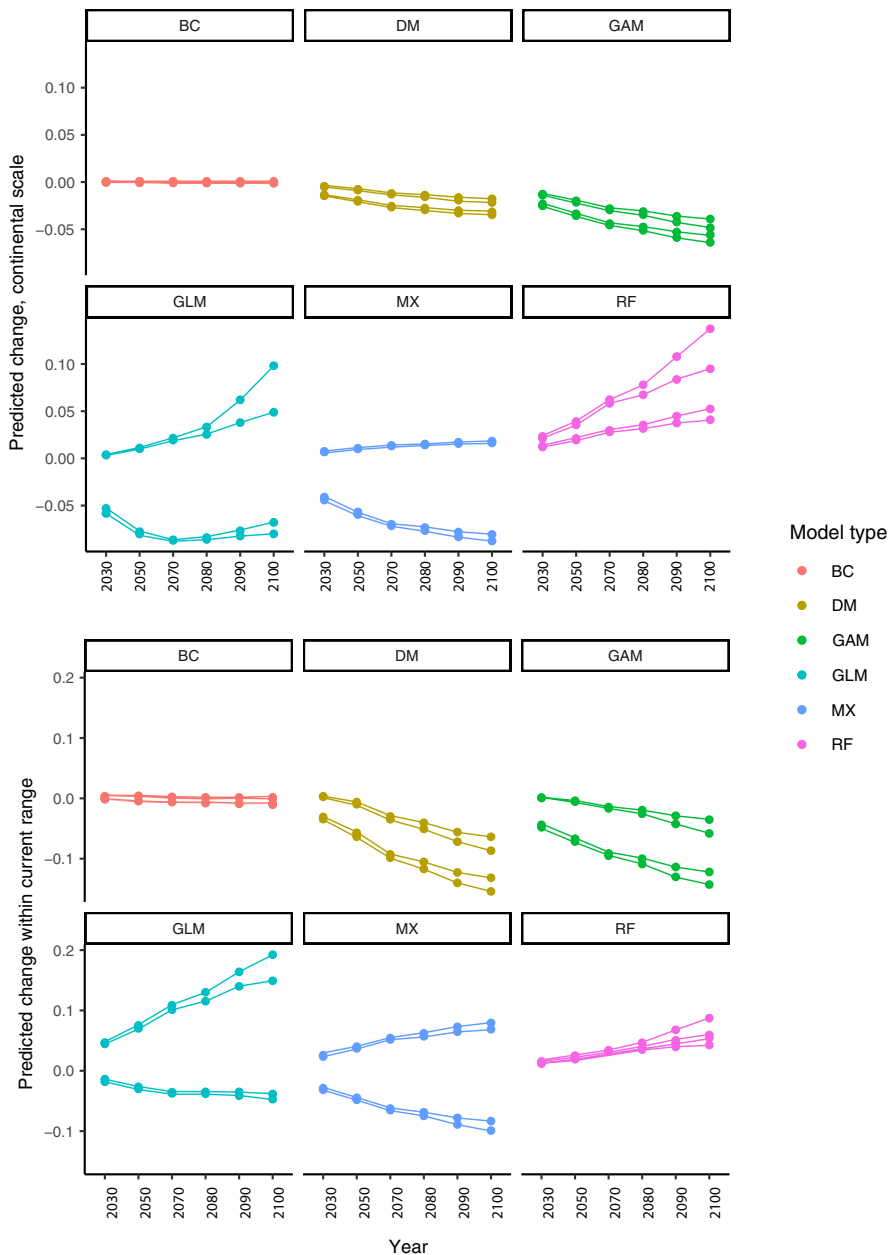 BC DM GAM
0.10
0.05
0.00
−0.05
Predicted change, continental scale
GLM MX RF
0.10
0.05
0.00
−0.05
2030 2050 2070 2080 2090 2100 2030 2050 2070 2080 2090 2100 2030 2050 2070 2080 2090 2100
Model type
BC
DM
GAM
GLM
MX
RF
BC DM GAM
0.2
0.1
0.0
−0.1
Predicted change within current range
GLM MX RF
0.2
0.1
0.0
−0.1
2030 2050 2070 2080 2090 2100 2030 2050 2070 2080 2090 2100 2030 2050 2070 2080 2090 2100
Year